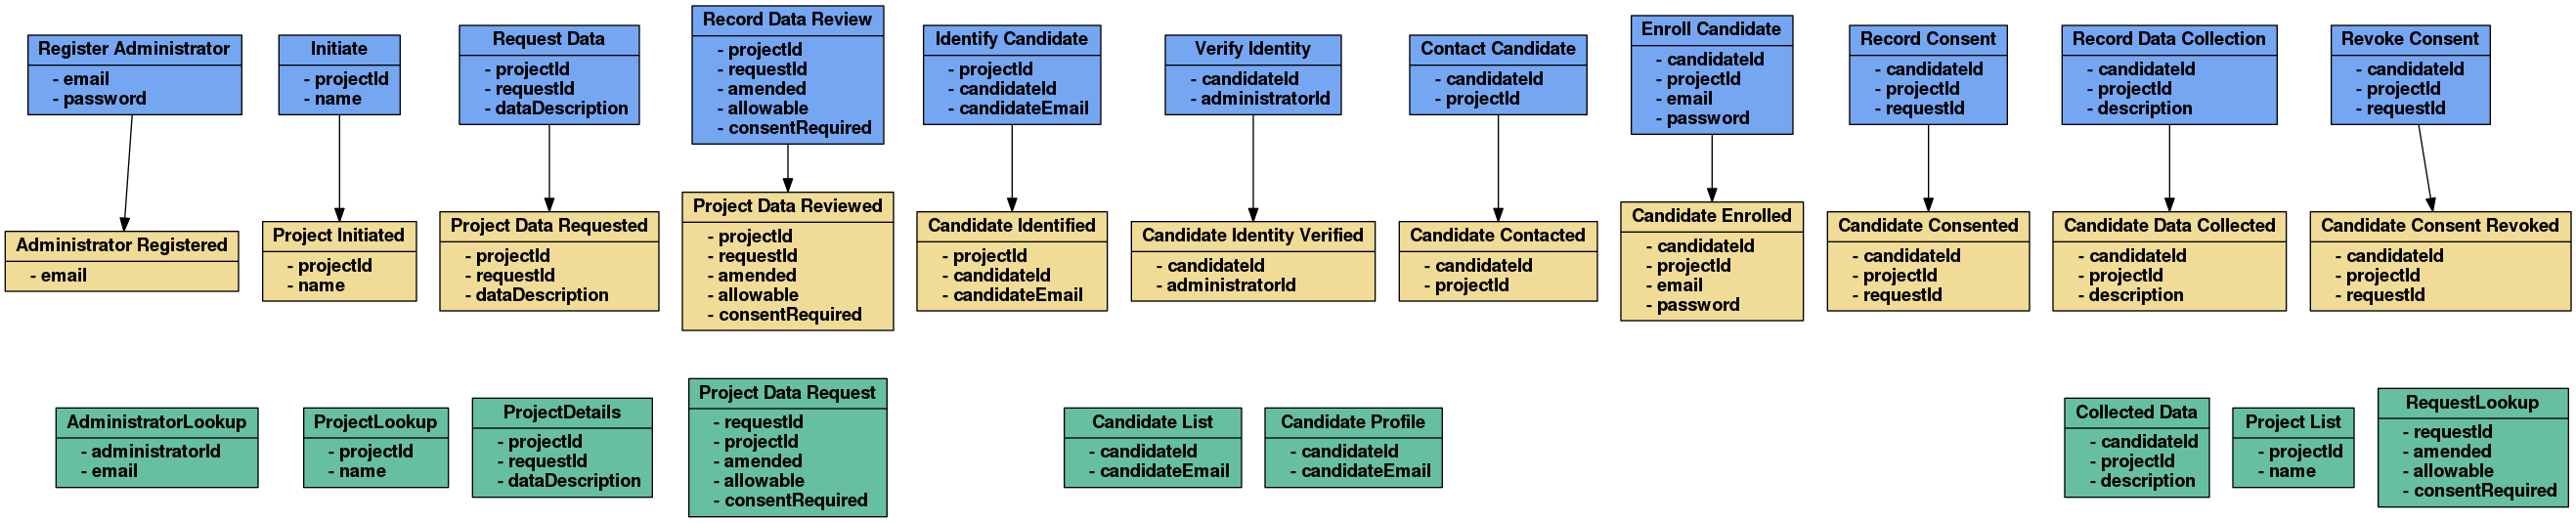 Register Administrator
- email
- password
Initiate
- projectId
- name
Request Data
- projectId
- requestId
- dataDescription
Record Data Review
- projectId
- requestId
- amended
- allowable
- consentRequired
Identify Candidate
- projectId
- candidateId
- candidateEmail
Verify Identity
- candidateId
- administratorId
Contact Candidate
- candidateId
- projectId
Enroll Candidate
- candidateId
- projectId
- email
- password
Record Consent
- candidateId
- projectId
- requestId
Record Data Collection
- candidateId
- projectId
- description
Revoke Consent
- candidateId
- projectId
- requestId
Administrator Registered
- email
Project Initiated
- projectId
- name
Project Data Requested
- projectId
- requestId
- dataDescription
Project Data Reviewed
- projectId
- requestId
- amended
- allowable
- consentRequired
Candidate Identified
- projectId
- candidateId
- candidateEmail
Candidate Identity Verified
- candidateId
- administratorId
Candidate Contacted
- candidateId
- projectId
Candidate Enrolled
- candidateId
- projectId
- email
- password
Candidate Consented
- candidateId
- projectId
- requestId
Candidate Data Collected
- candidateId
- projectId
- description
Candidate Consent Revoked
- candidateId
- projectId
- requestId
AdministratorLookup
- administratorId
- email
ProjectLookup
- projectId
- name
ProjectDetails
- projectId
- requestId
- dataDescription
Project Data Request
- requestId
- projectId
- amended
- allowable
- consentRequired
Candidate List
- candidateId
- candidateEmail
Candidate Profile
- candidateId
- candidateEmail
Collected Data
- candidateId
- projectId
- description
Project List
- projectId
- name
RequestLookup
- requestId
- amended
- allowable
- consentRequired